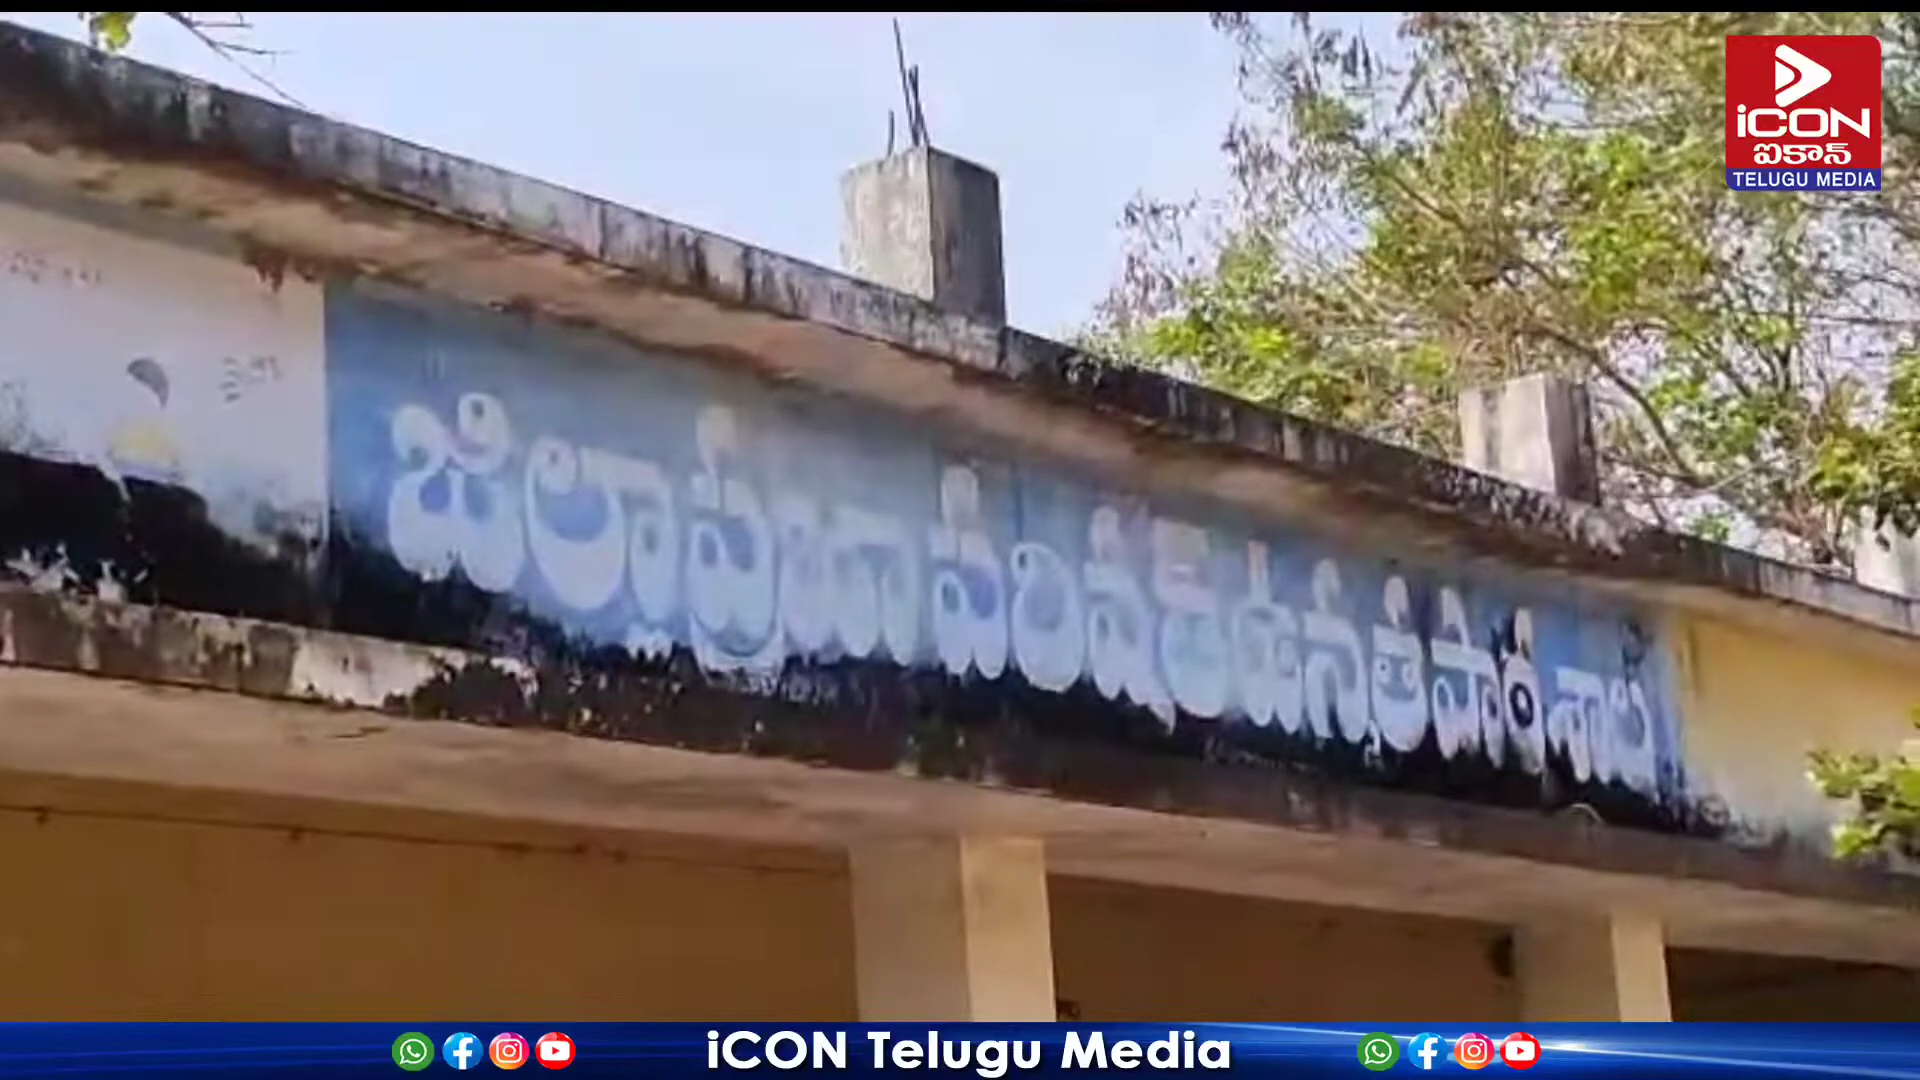 iCON
ఐకాన్
TELUGU MEDIA
జిల్లా ప్రజా పరిషత్ ఉన్నత పాఠశాల
iCON Telugu Media